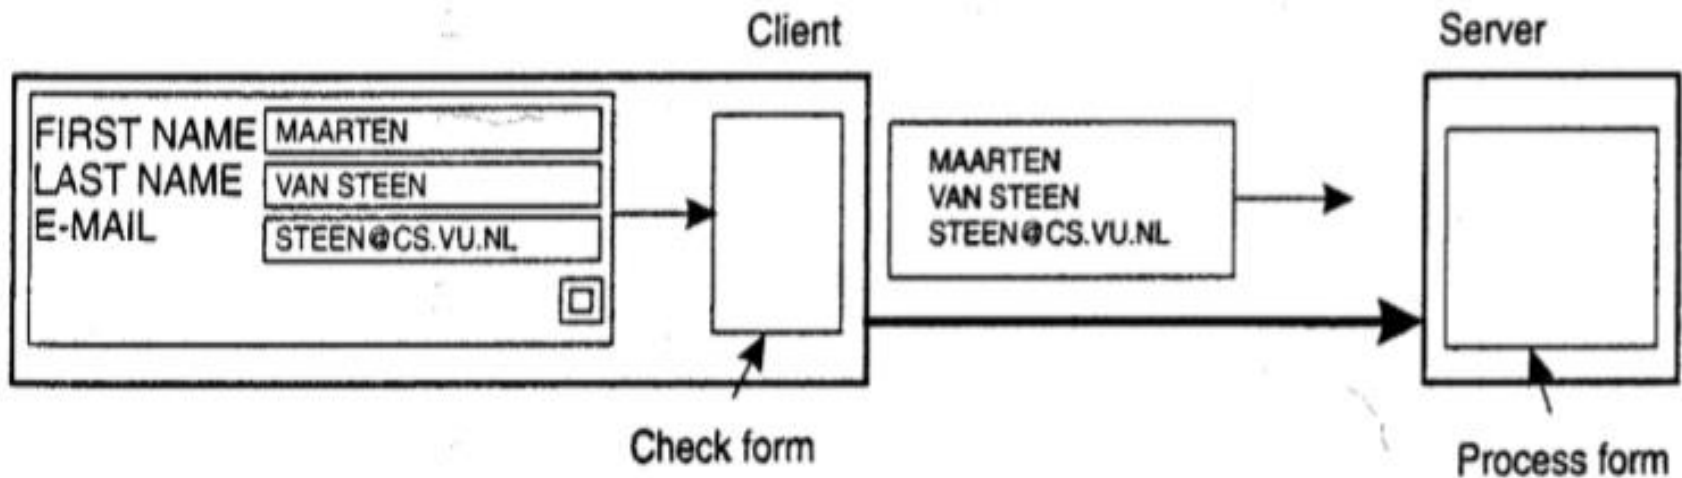 Client
Server
FIRST NAME MAARTEN
LAST NAME VAN STEEN
E-MAIL STEEN@CS.VU.NL
MAARTEN
VAN STEEN
STEEN@CS.VU.NL
Check form
Process form